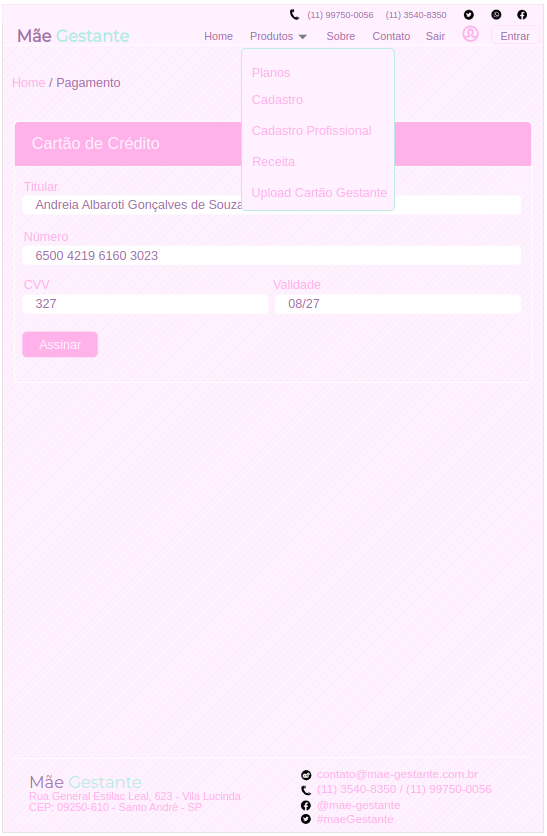 (11) 99750-0056 (11) 3540-8350
Mãe Gestante
Home Produtos Sobre Contato Sair Entrar
Planos
Cadastro
Cadastro Profissional
Receita
Upload Cartão Gestante
Home / Pagamento
Cartão de Crédito
Titular
Andreia Albaroti Gonçalves de Souza
Número
6500 4219 6160 3023
CVV Validade
327 08/27
Assinar
Mãe Gestante
Rua General Estilac Leal, 623 - Vila Lucinda
CEP: 09250-610 - Santo André - SP
contato@mae-gestante.com.br
(11) 3540-8350 / (11) 99750-0056
@mae-gestante
#maeGestante